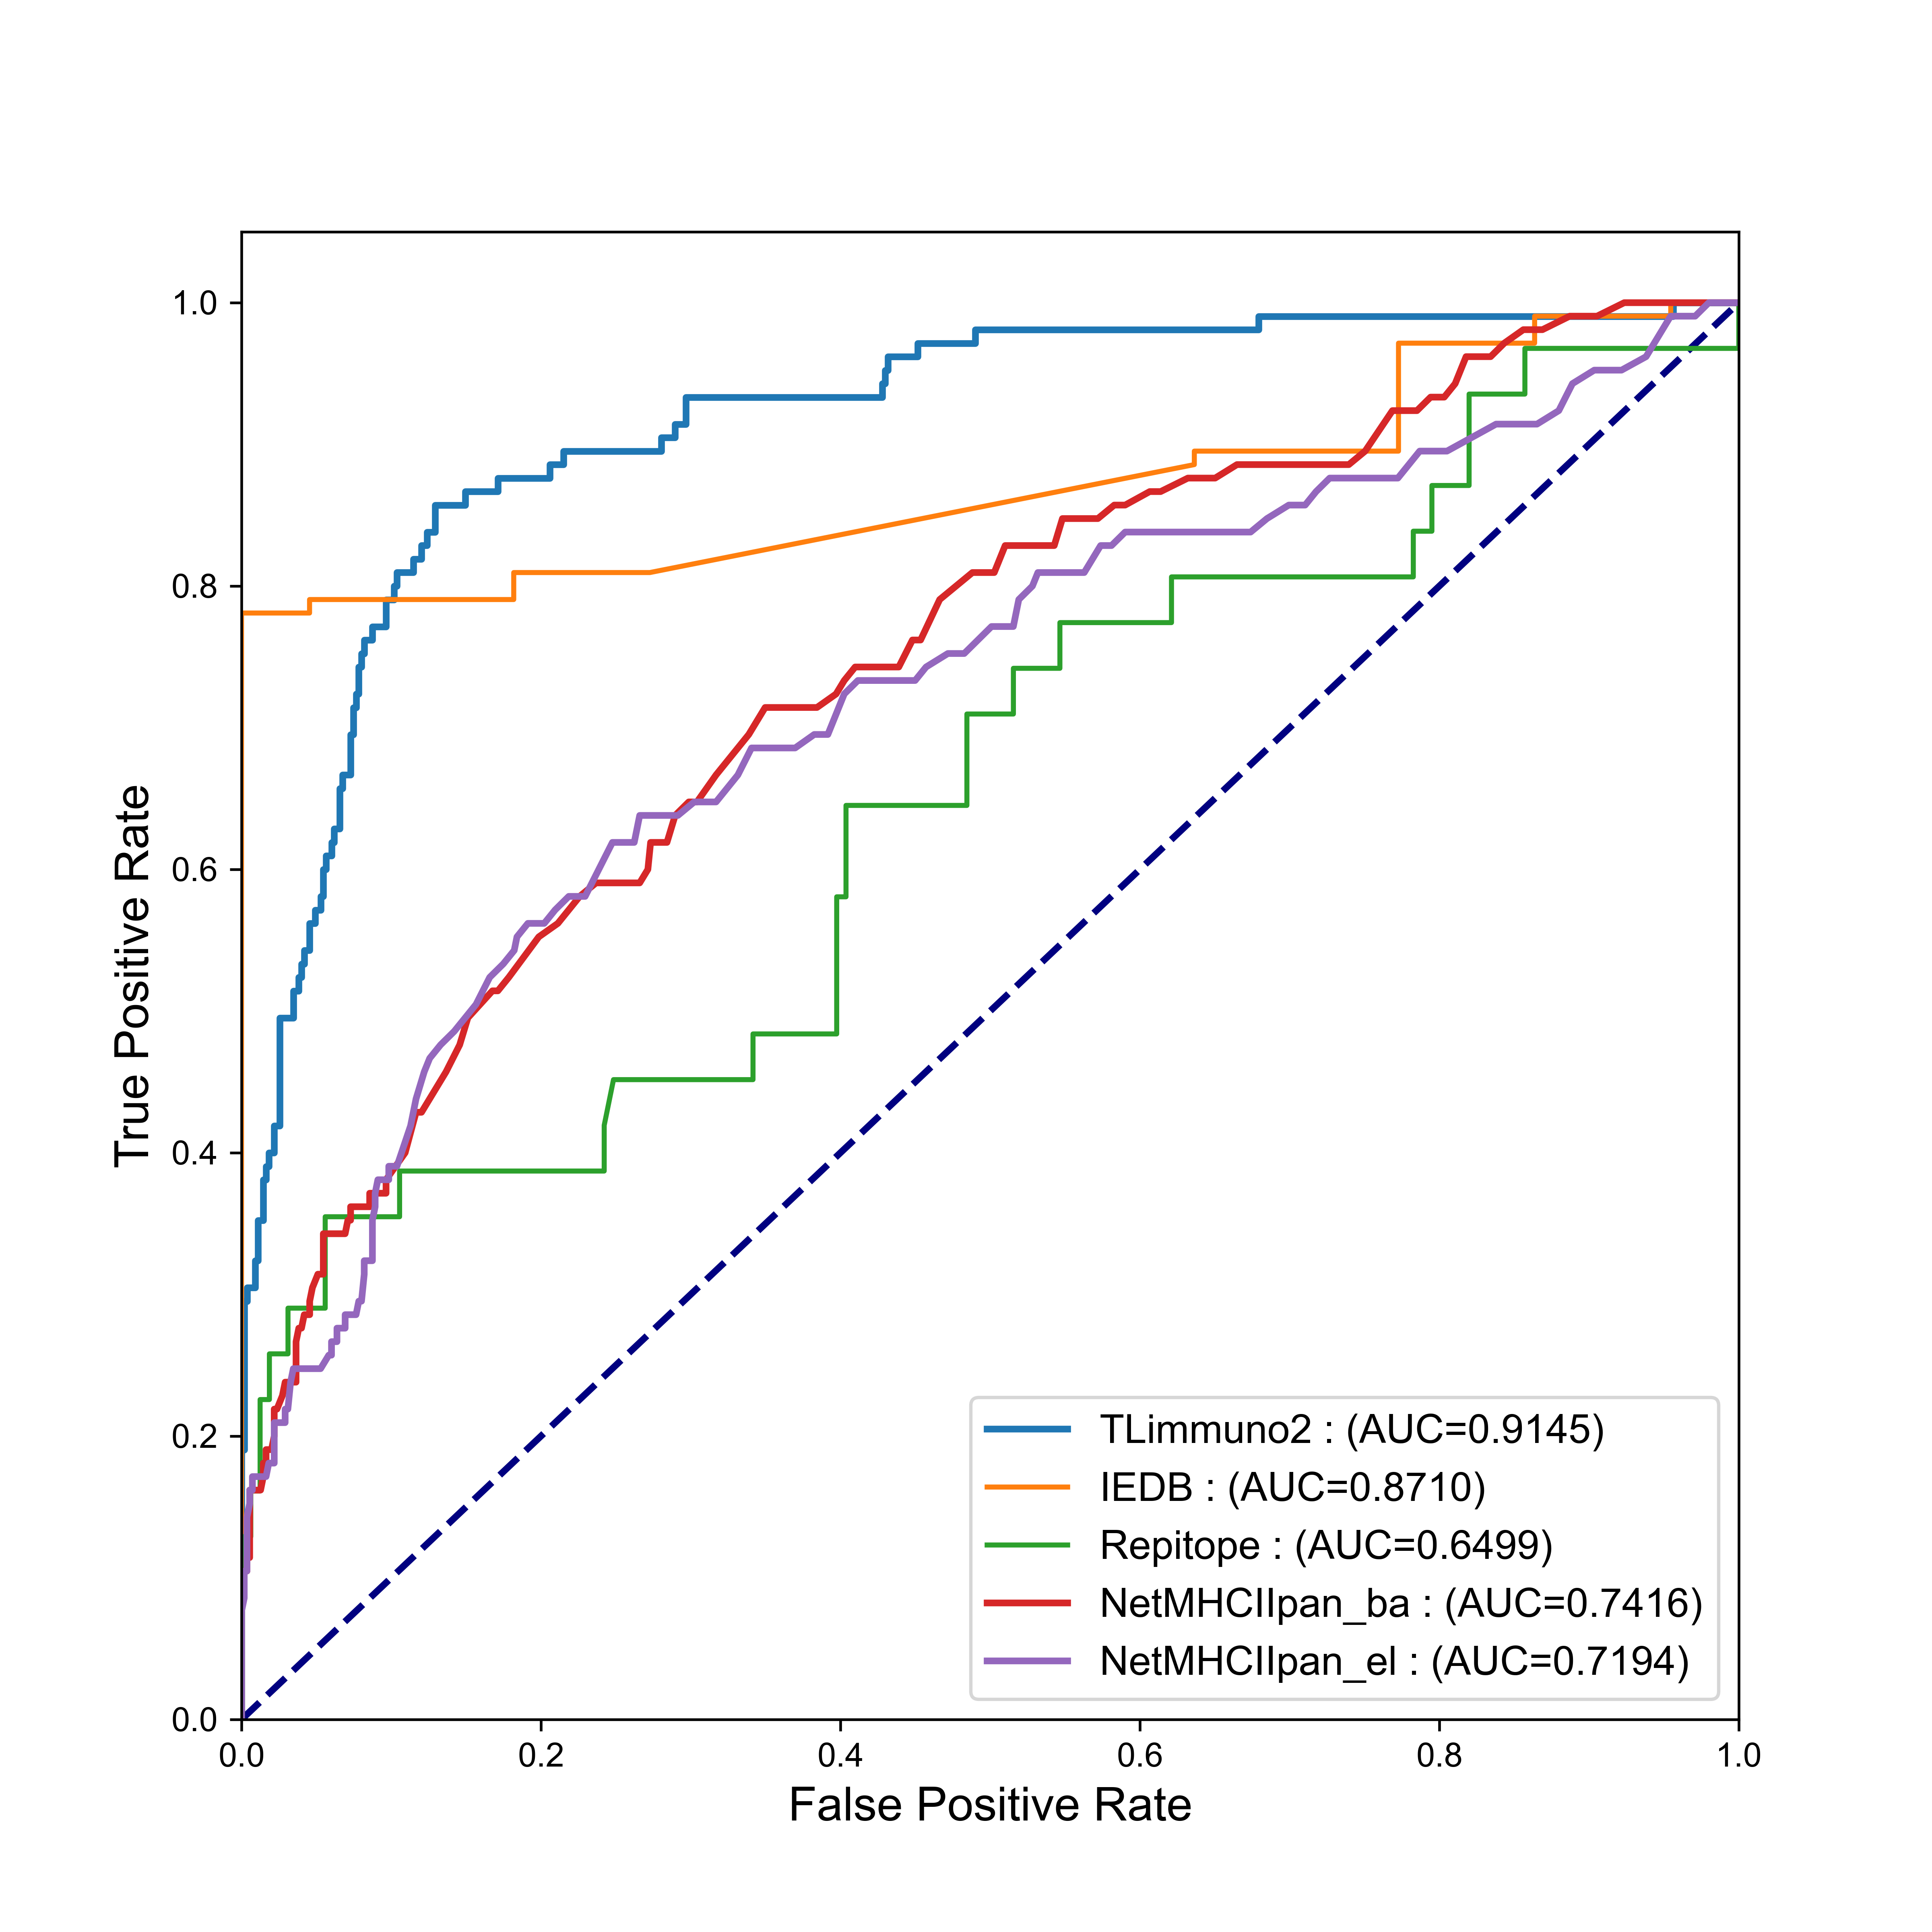 True Positive Rate
1.0
0.8
0.6
0.4
0.2
0.0
TLimmuno2 : (AUC=0.9145)
IEDB : (AUC=0.8710)
Repitope : (AUC=0.6499)
NetMHCIIpan_ba : (AUC=0.7416)
NetMHCIIpan_el : (AUC=0.7194)
0.0 0.2 0.4 0.6 0.8 1.0
False Positive Rate